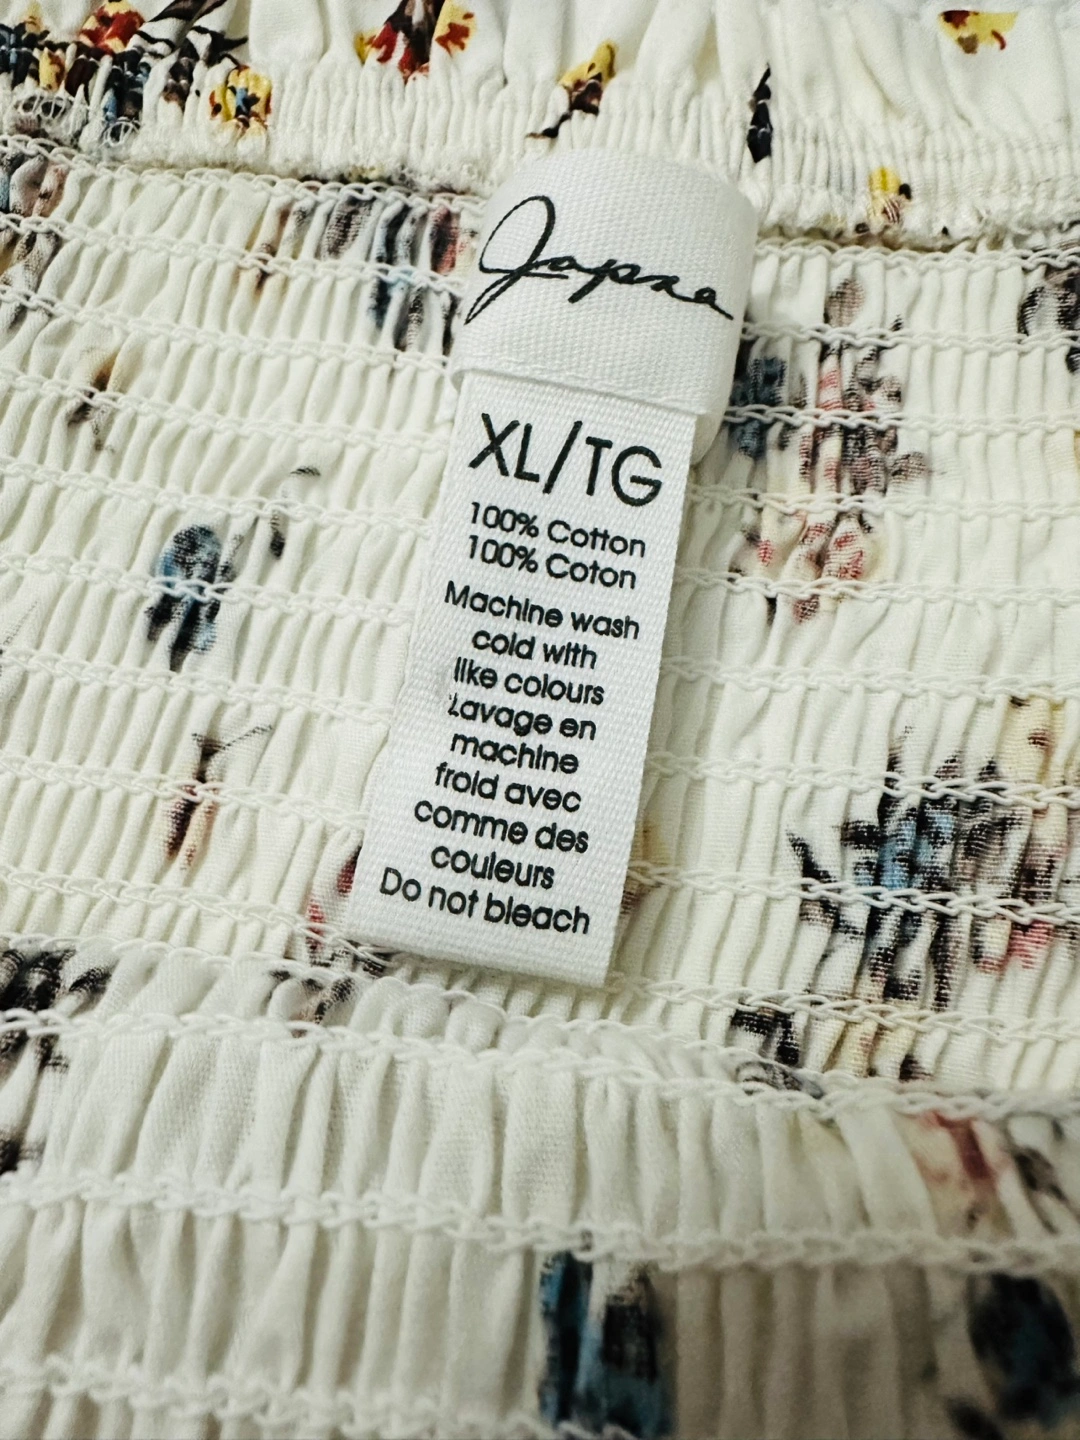 Japna
XL/TG
100% Cotton
100% Coton
Machine wash
cold with
like colours
Lavage en
machine
froid avec
comme des
couleurs
Do not bleach